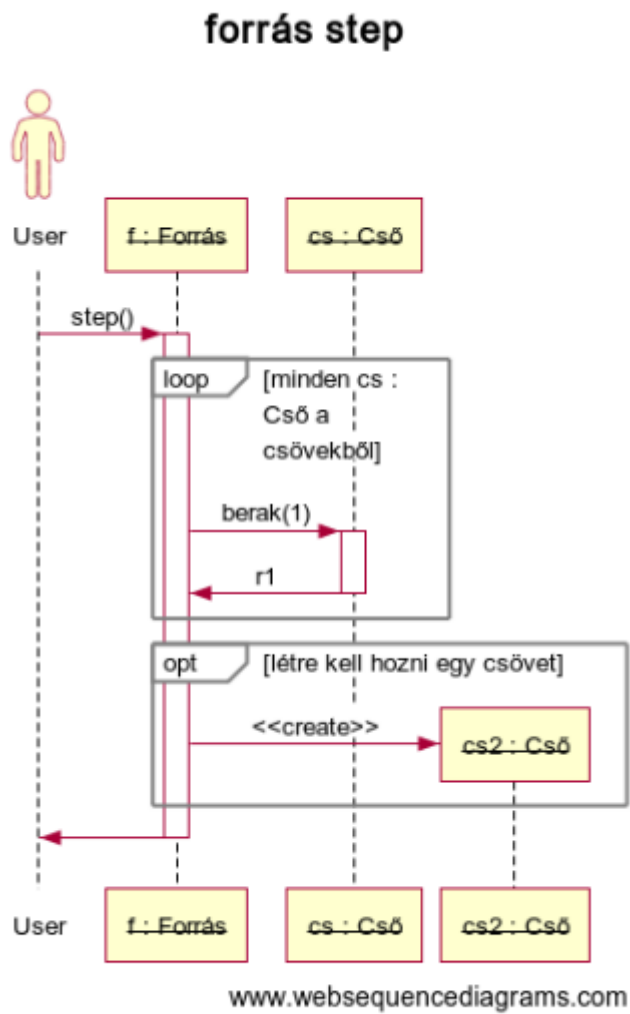 forrás step
User
f : Forrás
cs : Cső
step()
loop
[minden cs :
Cső a
csövekből]
berak(1)
r1
opt
[létre kell hozni egy csövet]
<<create>>
cs2 : Cső
User
f : Forrás
cs : Cső
cs2 : Cső
www.websequencediagrams.com